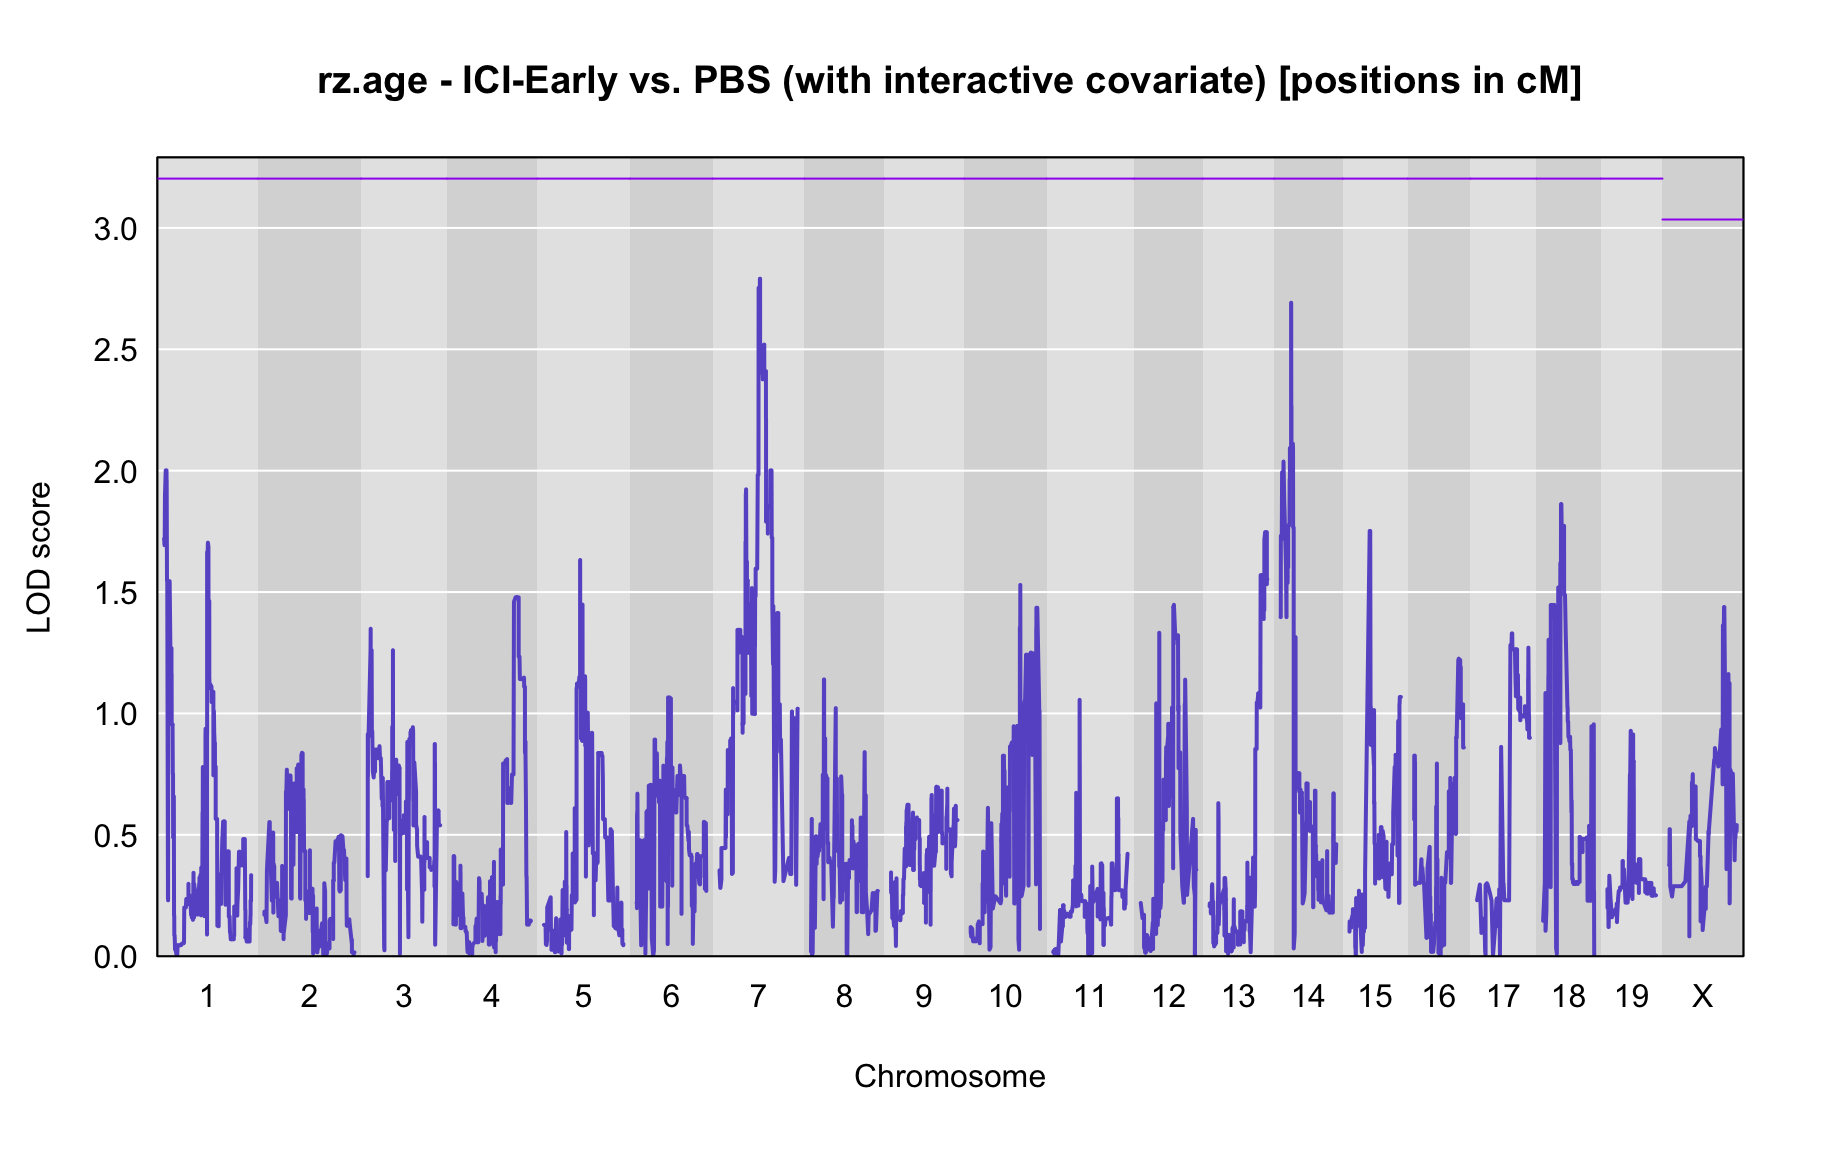 rz.age - ICI-Early vs. PBS (with interactive covariate) [positions in cM]
3.0
2.5
2.0
1.5
1.0
0.5
0.0
LOD score
1 2 3 4 5 6 7 8 9 10 11 12 13 14 15 16 17 18 19 X
Chromosome